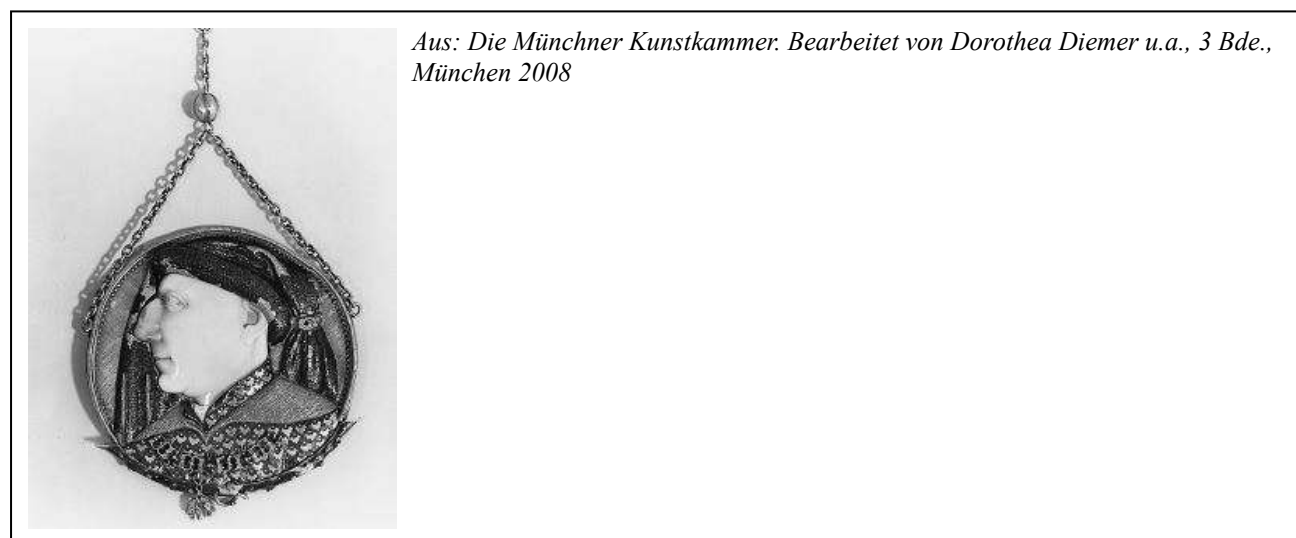 Aus: Die Münchner Kunstkammer. Bearbeitet von Dorothea Diemer u.a., 3 Bde.,
München 2008